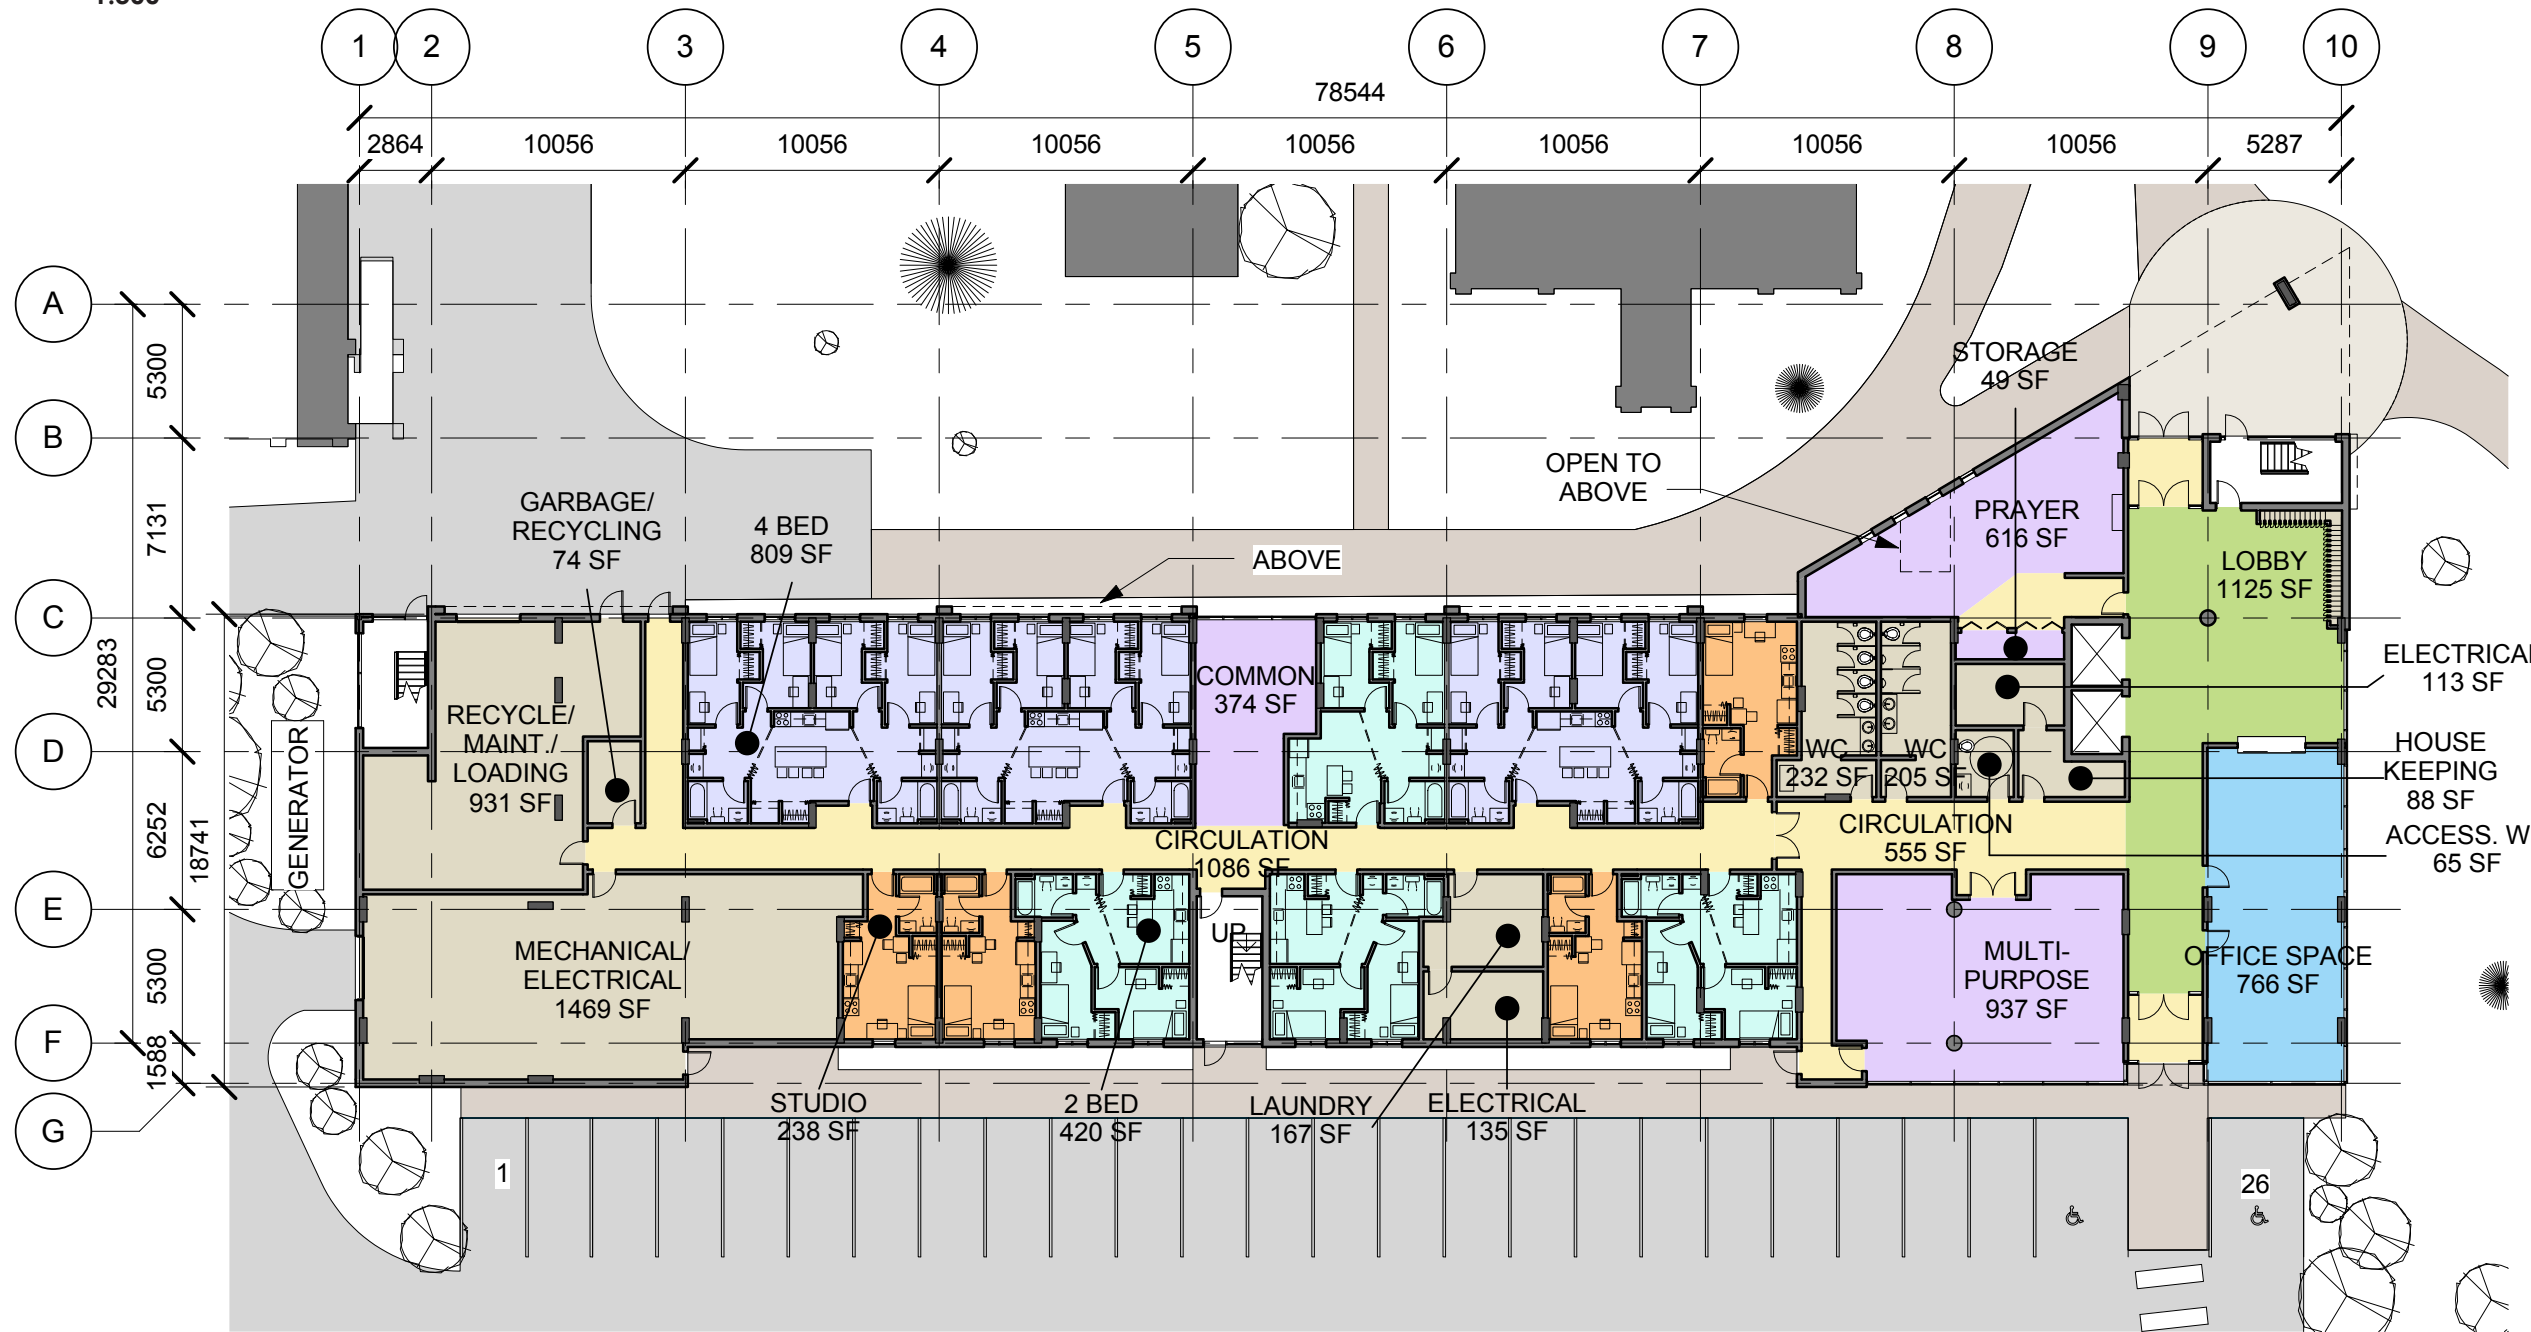 1 2 3 4 5 6 7 8 9 10
78544
2864 10056 10056 10056 10056 10056 10056 10056 5287
A
B
C
D
E
F
G
5300
7131
5300
6252
5300
1588
29283
18741
STORAGE
49 SF
OPEN TO
ABOVE
PRAYER
616 SF
GARBAGE/
RECYCLING
74 SF
4 BED
809 SF
ABOVE
LOBBY
1125 SF
COMMON
374 SF
ELECTRICAL
113 SF
RECYCLE/
MAINT./
LOADING
931 SF
GENERATOR
WC
232 SF
WC
205 SF
HOUSE
KEEPING
88 SF
CIRCULATION
1086 SF
CIRCULATION
555 SF
ACCESS. W
65 SF
UP
MECHANICAL/
ELECTRICAL
1469 SF
MULTI-
PURPOSE
937 SF
OFFICE SPACE
766 SF
STUDIO
238 SF
2 BED
420 SF
LAUNDRY
167 SF
ELECTRICAL
135 SF
1
26